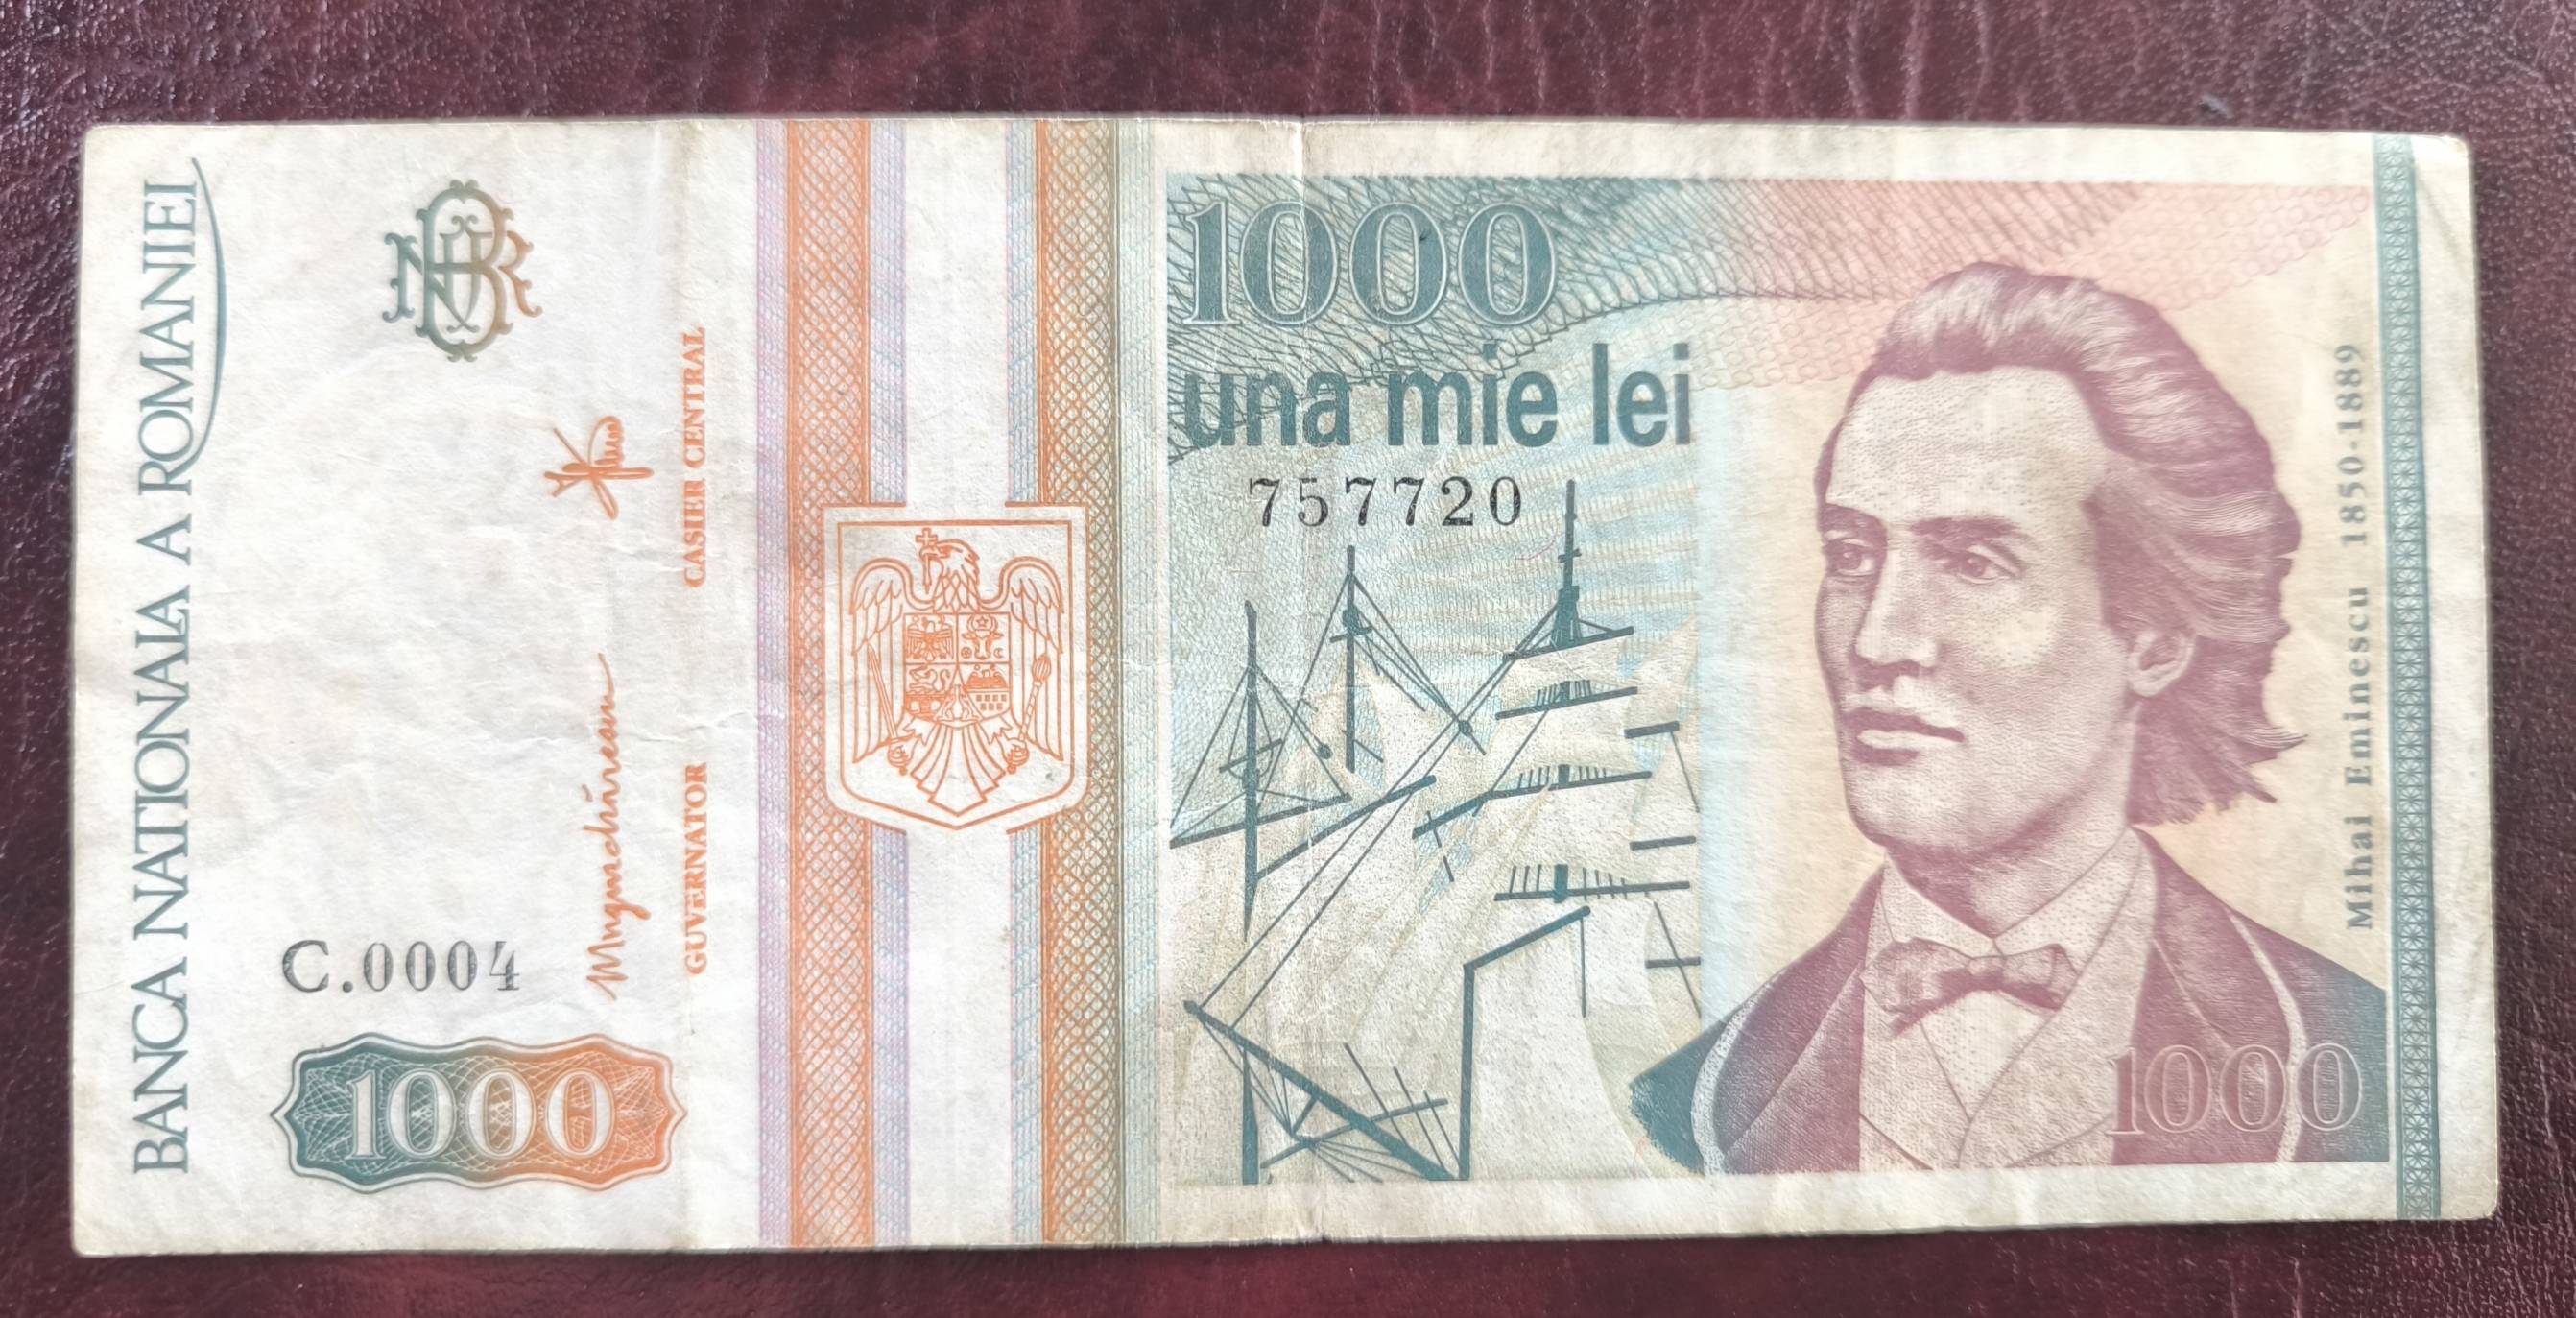 BANCA NATIONALA A ROMANIEI
BNR
CASIER CENTRAL
GUVERNATOR
C.0004
1000
1000
una mie lei
757720
Mihai Eminescu 1850-1889
1000